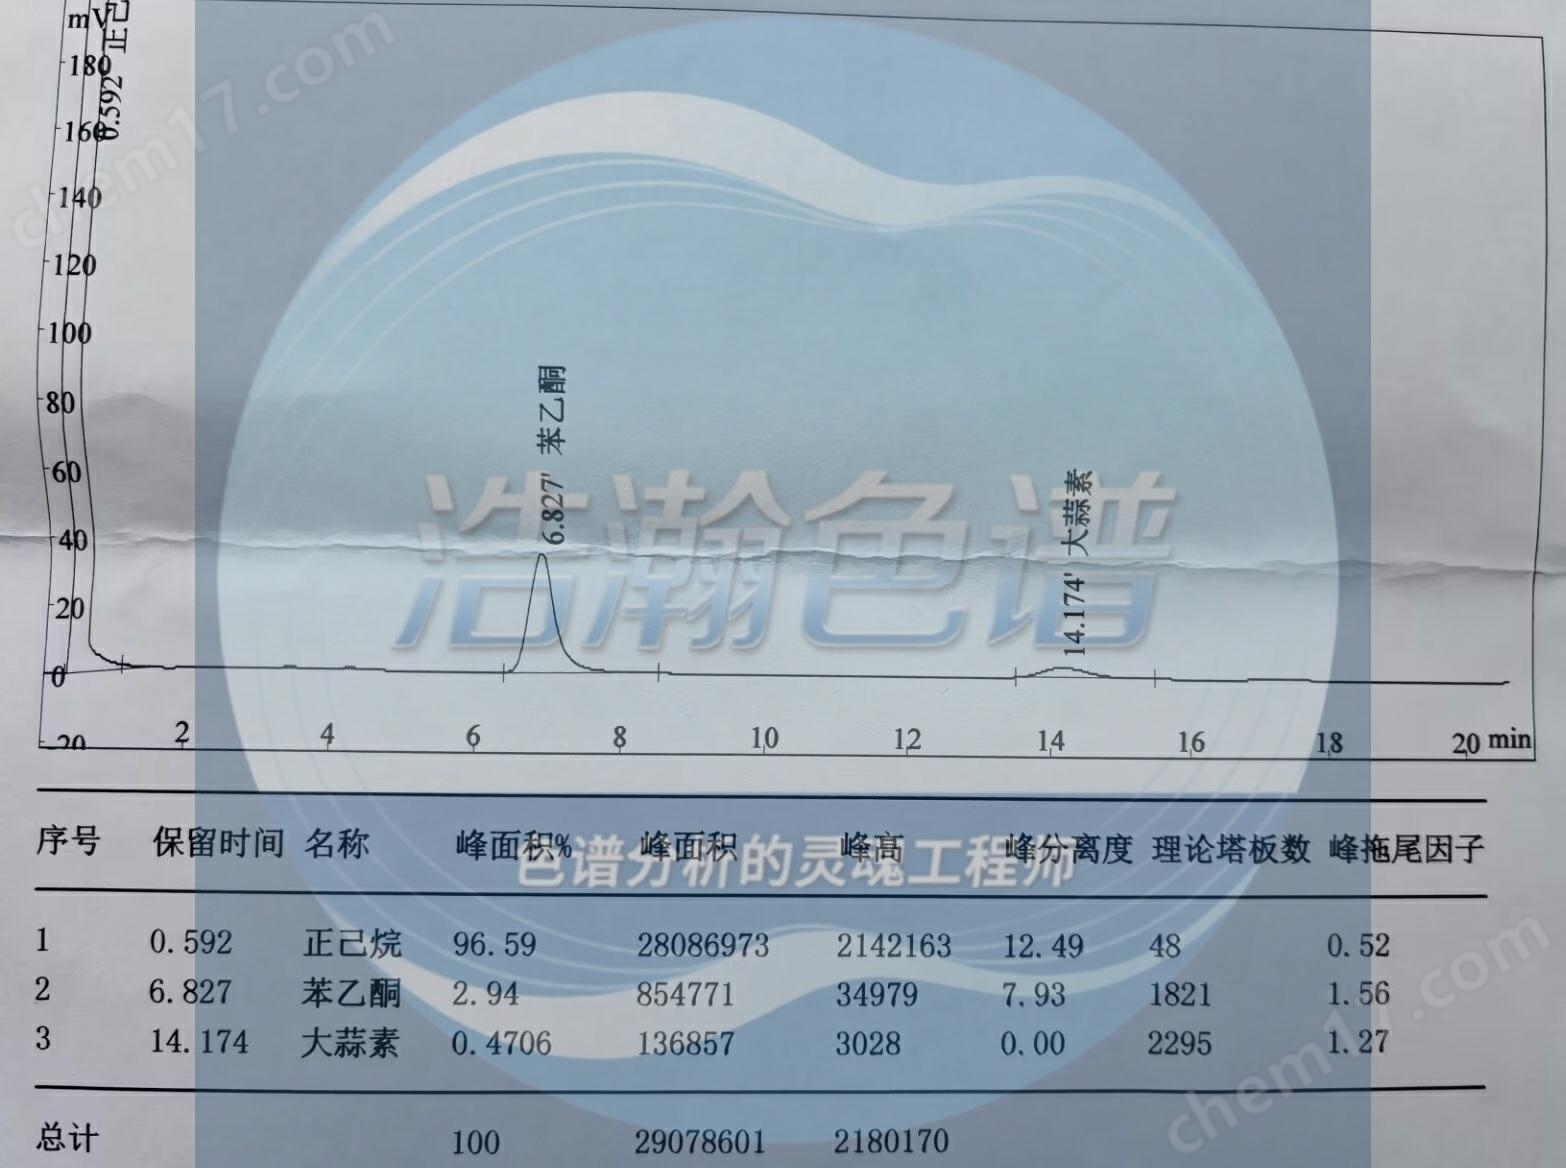 mV
0.592' 正己
180
160
140
120
100
80
60
40
20
0
-20
6.827' 苯乙酮
14.174' 大蒜素
2 4 6 8 10 12 14 16 18 20 min
chem17.com
浩瀚色谱
色谱分析的灵魂工程师
序号 保留时间 名称 峰面积% 峰面积 峰高 峰分离度 理论塔板数 峰拖尾因子
1 0.592 正己烷 96.59 28086973 2142163 12.49 48 0.52
2 6.827 苯乙酮 2.94 854771 34979 7.93 1821 1.56
3 14.174 大蒜素 0.4706 136857 3028 0.00 2295 1.27
总计 100 29078601 2180170
chem17.com